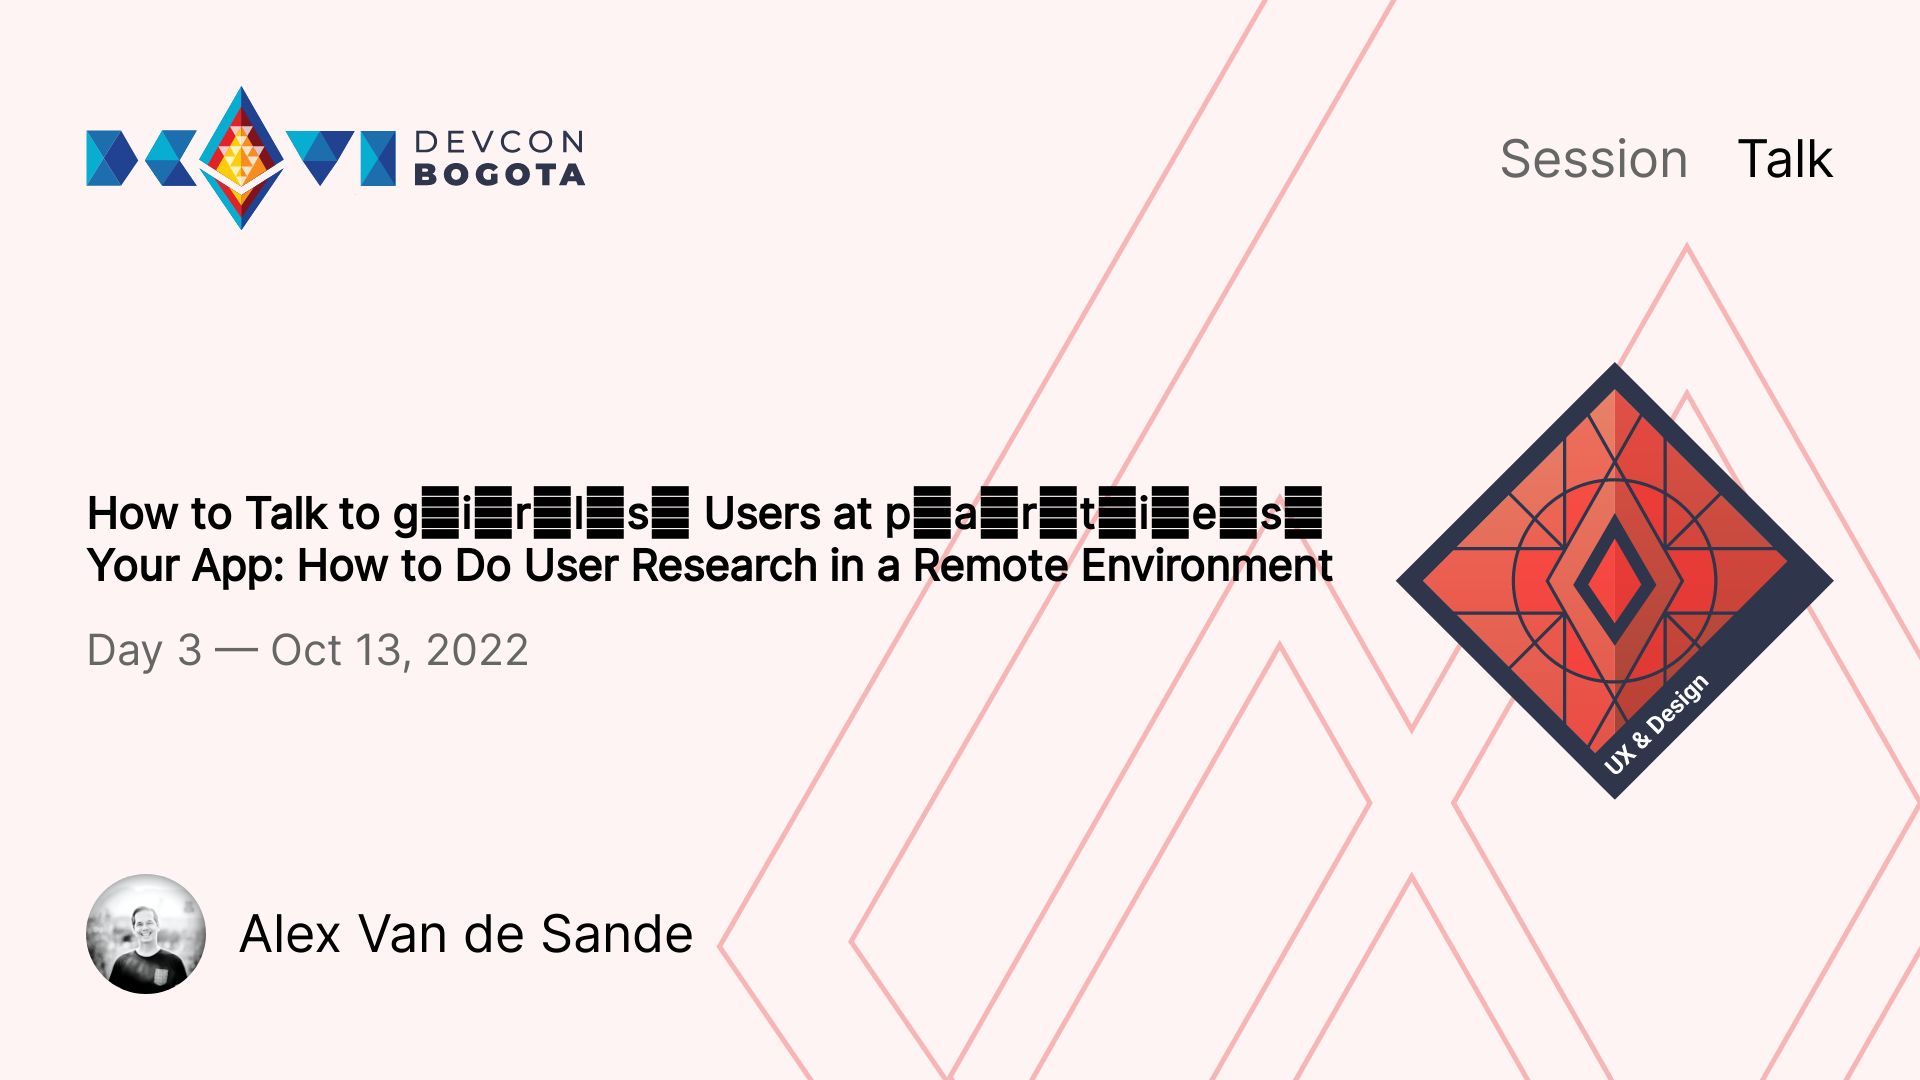 DEVCON
BOGOTA
Session Talk
How to Talk to g̶i̶r̶l̶s̶ Users at p̶a̶r̶t̶i̶e̶s̶
Your App: How to Do User Research in a Remote Environment
Day 3 — Oct 13, 2022
UX & Design
Alex Van de Sande